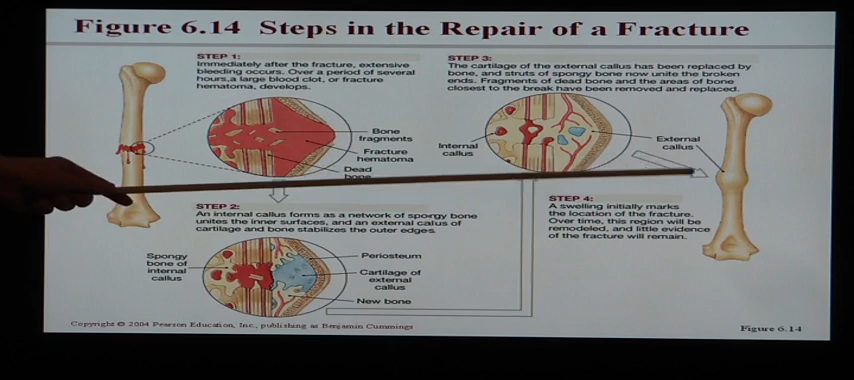 Figure 6.14 Steps in the Repair of a Fracture
STEP 1:
Immediately after the fracture, extensive
bleeding occurs. Over a period of several
hours, a large blood clot, or fracture
hematoma, develops.
Bone
fragments
Fracture
hematoma
Dead
bone
STEP 2:
An internal callus forms as a network of spongy bone
unites the inner surfaces, and an external calus of
cartilage and bone stabilizes the outer edges.
Spongy
bone of
internal
callus
Periosteum
Cartilage of
external
callus
New bone
STEP 3:
The cartilage of the external callus has been replaced by
bone, and struts of spongy bone now unite the broken
ends. Fragments of dead bone and the areas of bone
closest to the break have been removed and replaced.
Internal
callus
External
callus
STEP 4:
A swelling initially marks
the location of the fracture.
Over time, this region will be
remodeled, and little evidence
of the fracture will remain.
Copyright © 2004 Pearson Education, Inc., publishing as Benjamin Cummings
Figure 6.14